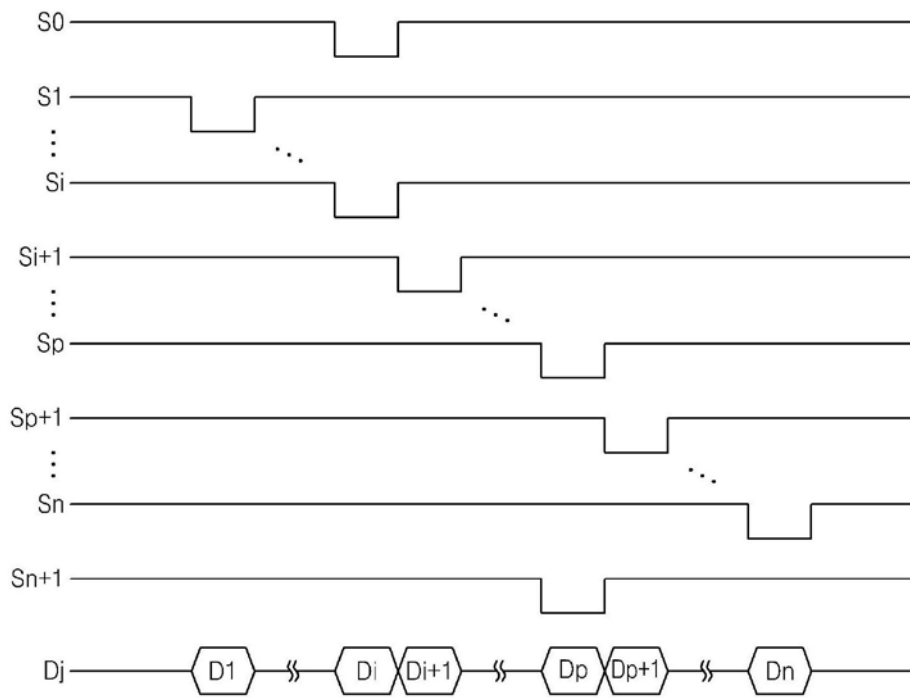 S0
S1
Si
Si+1
Sp
Sp+1
Sn
Sn+1
Dj D1 Di Di+1 Dp Dp+1 Dn